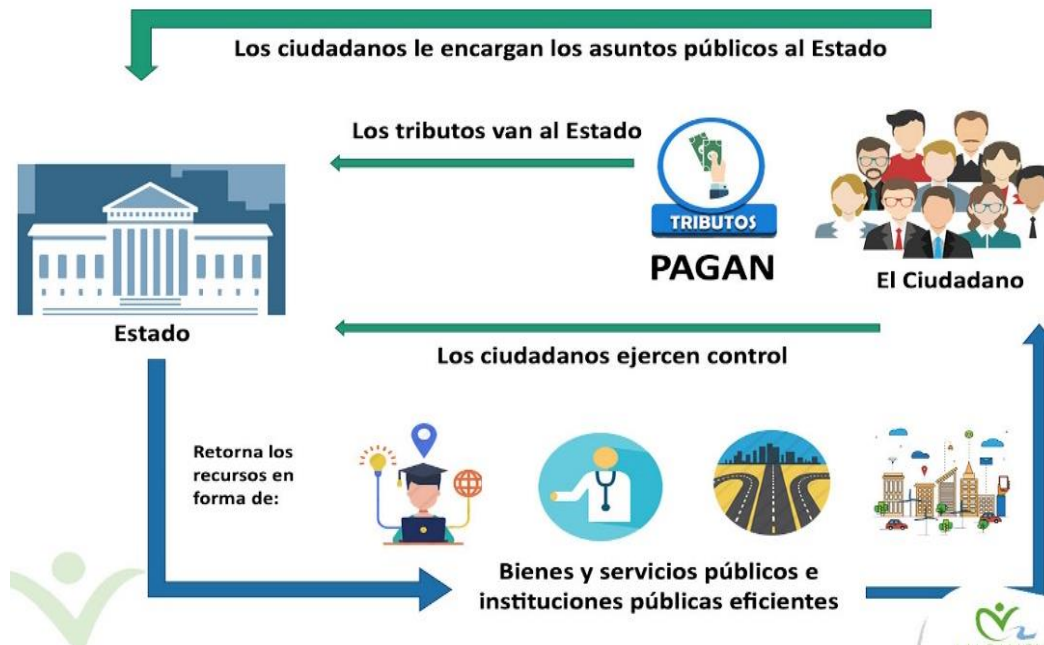 Los ciudadanos le encargan los asuntos públicos al Estado
Los tributos van al Estado
TRIBUTOS
PAGAN
El Ciudadano
Estado
Los ciudadanos ejercen control
Retorna los
recursos en
forma de:
Bienes y servicios públicos e
instituciones públicas eficientes